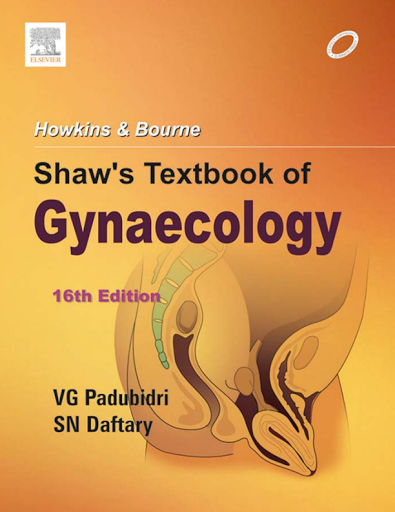 ELSEVIER
Howkins & Bourne
Shaw's Textbook of
Gynaecology
16th Edition
VG Padubidri
SN Daftary